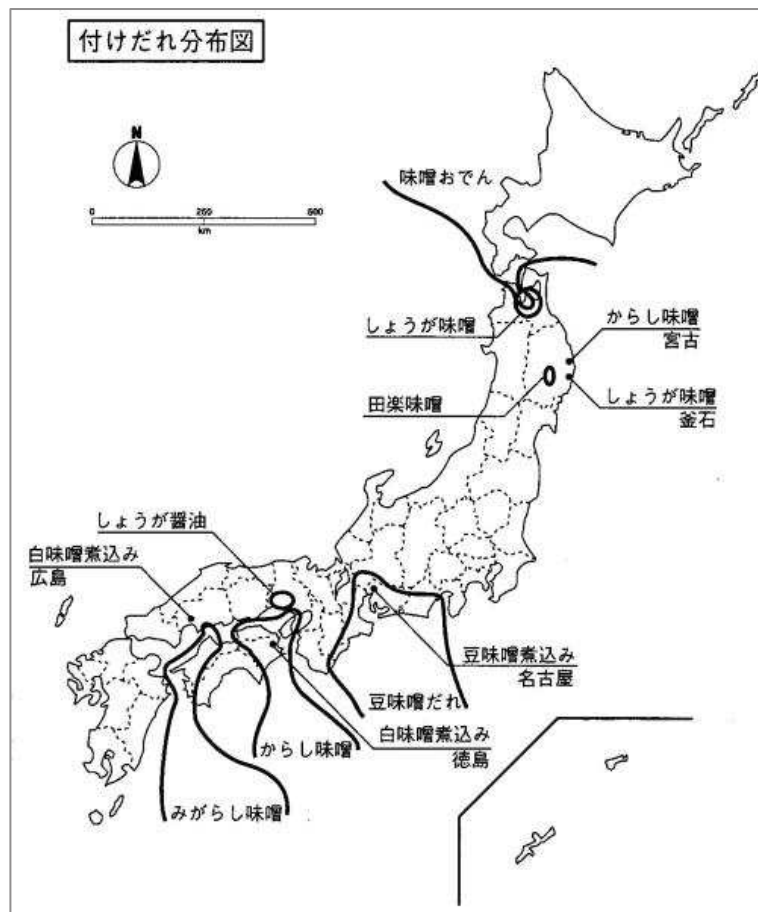 付けだれ分布図
N
0 250 500
km
味噌おでん
しょうが味噌
からし味噌
宮古
田楽味噌
しょうが味噌
釜石
しょうが醤油
白味噌煮込み
広島
豆味噌煮込み
名古屋
豆味噌だれ
白味噌煮込み
徳島
からし味噌
みがらし味噌